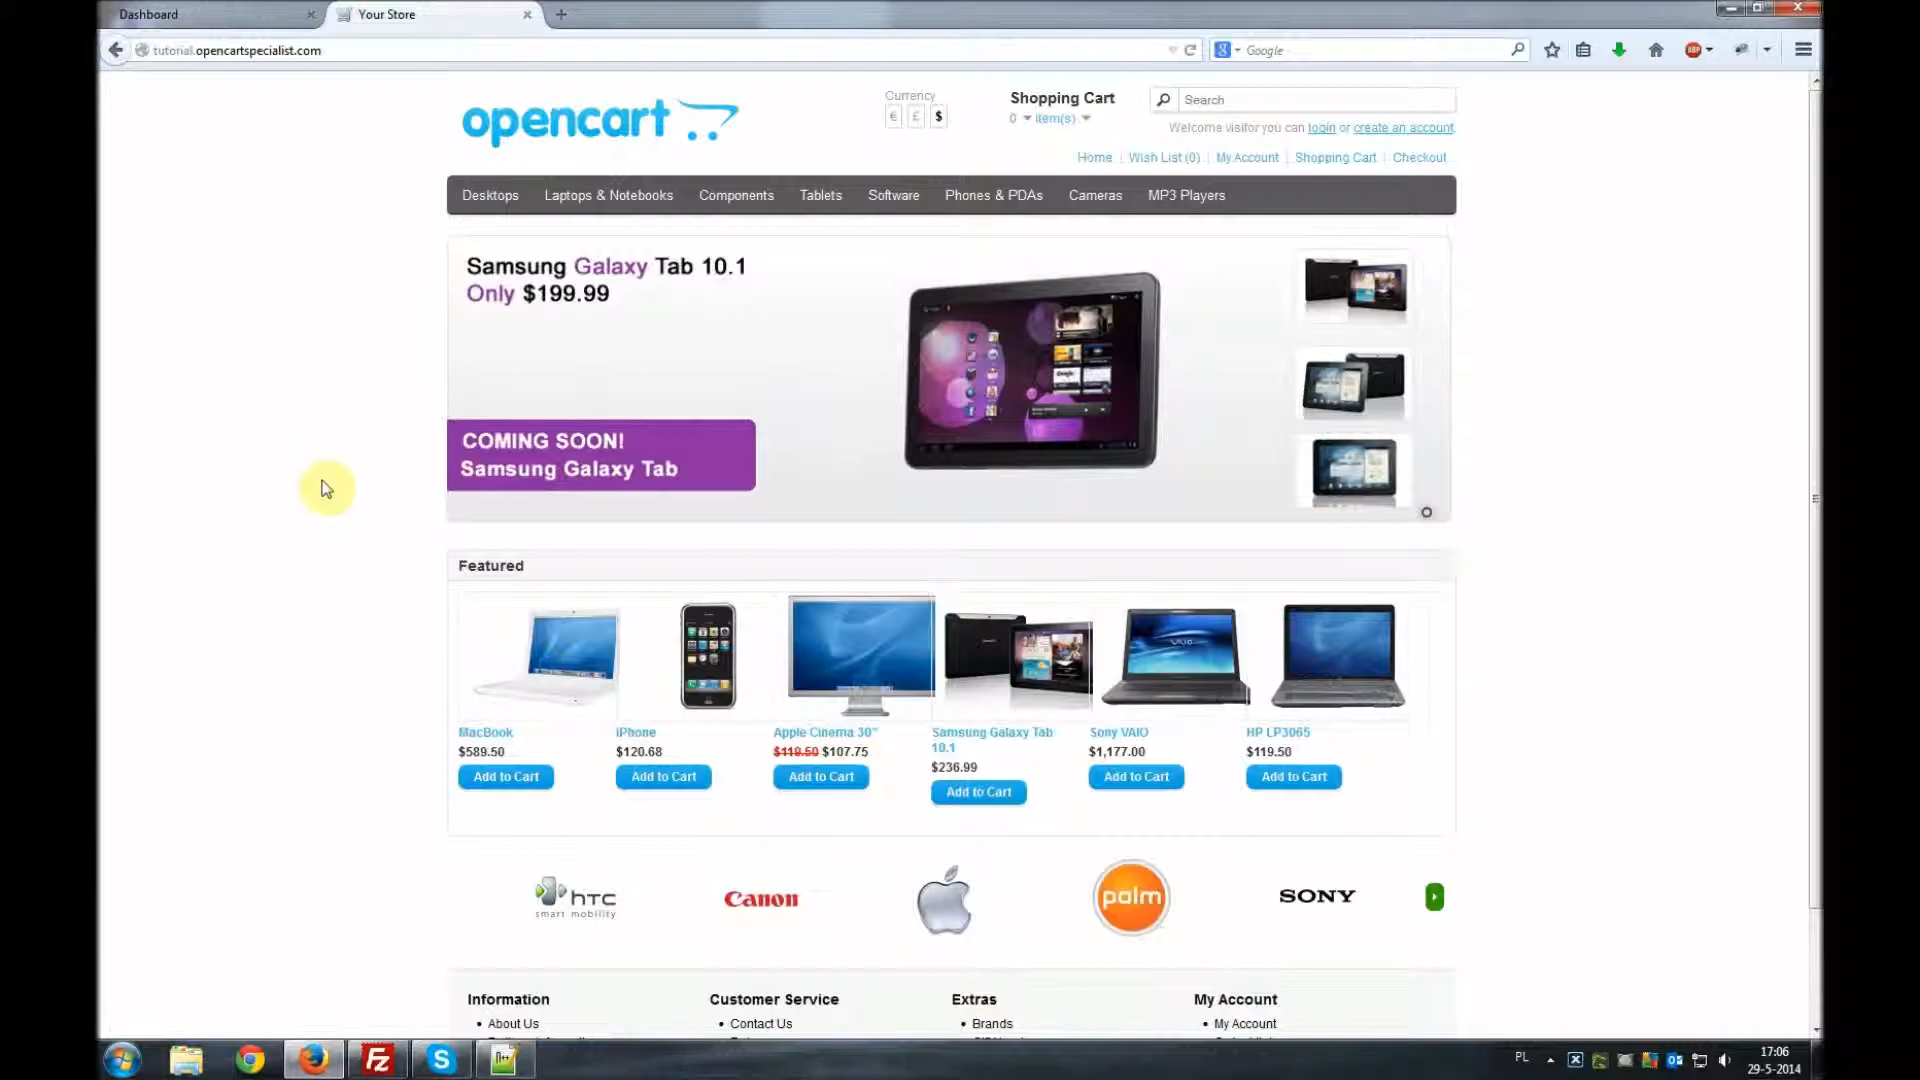 Dashboard
Your Store
tutorial.opencartspecialist.com
Google
opencart
Currency
€ £ $
Shopping Cart
0 item(s)
Search
Welcome visitor you can login or create an account.
Home Wish List (0) My Account Shopping Cart Checkout
Desktops Laptops & Notebooks Components Tablets Software Phones & PDAs Cameras MP3 Players
Samsung Galaxy Tab 10.1
Only $199.99
COMING SOON!
Samsung Galaxy Tab
Featured
MacBook
$589.50
Add to Cart
iPhone
$120.68
Add to Cart
Apple Cinema 30"
$119.50 $107.75
Add to Cart
Samsung Galaxy Tab
10.1
$236.99
Add to Cart
Sony VAIO
$1,177.00
Add to Cart
HP LP3065
$119.50
Add to Cart
VAIO
htc
smart mobility
Canon
palm
SONY
Information
• About Us
Customer Service
• Contact Us
Extras
• Brands
My Account
• My Account
PL
17:06
29-5-2014